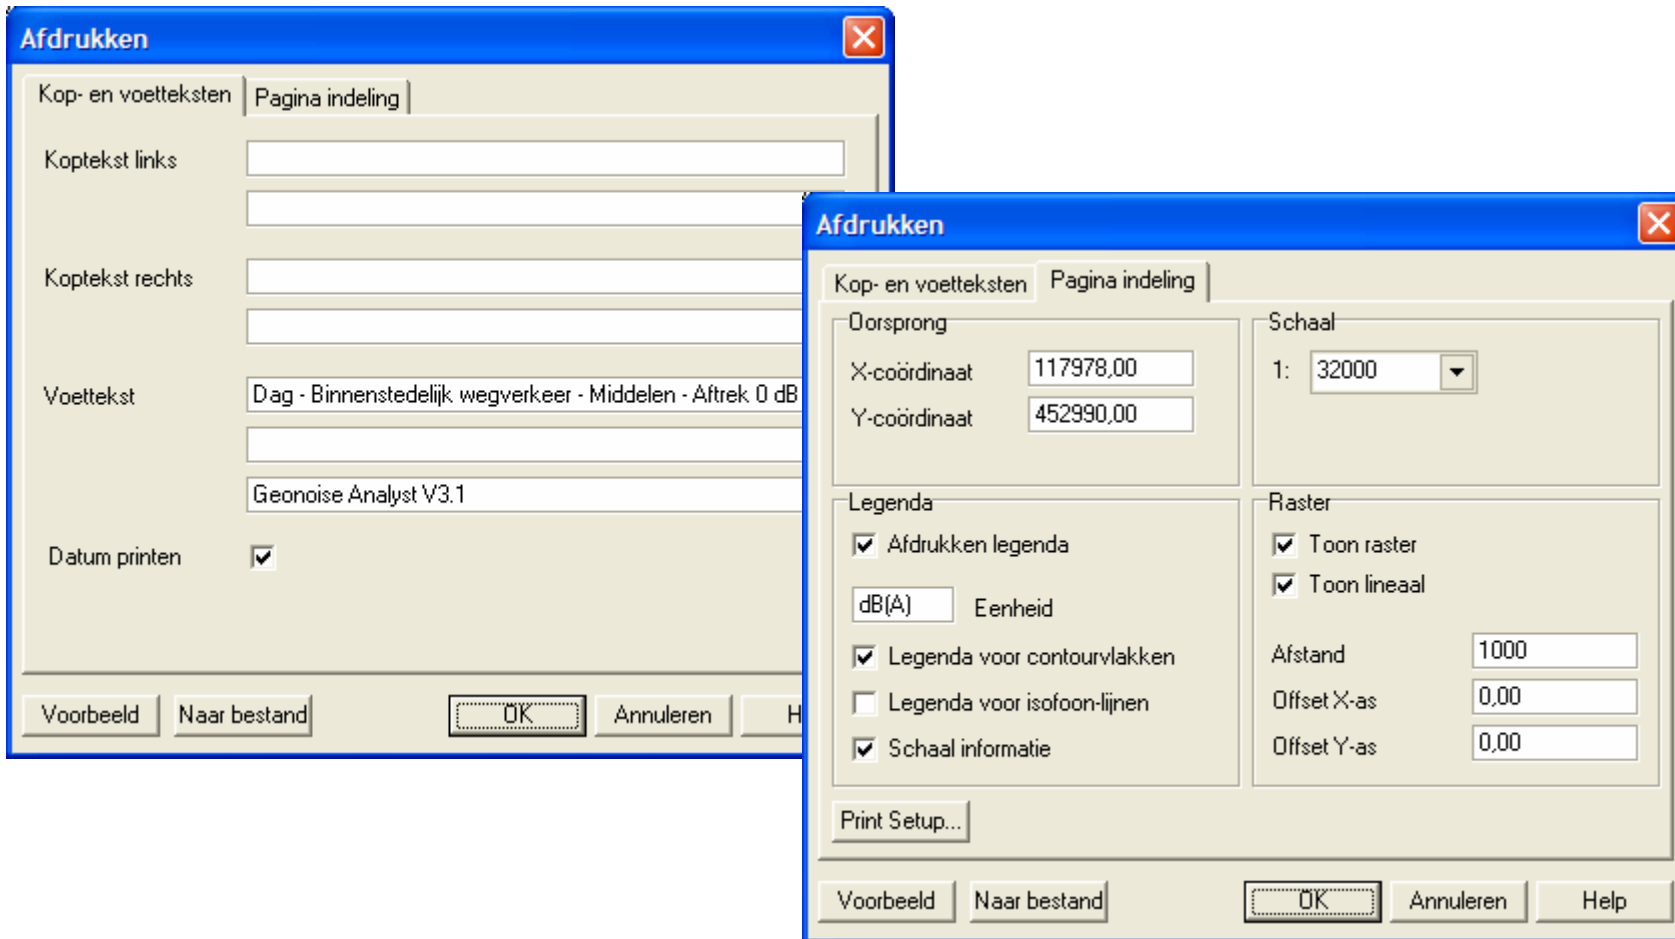 Afdrukken
Kop- en voetteksten
Pagina indeling
Koptekst links
Koptekst rechts
Voettekst
Dag - Binnenstedelijk wegverkeer - Middelen - Aftrek 0 dB
Geonoise Analyst V3.1
Datum printen
Voorbeeld
Naar bestand
OK
Annuleren
H
Afdrukken
Kop- en voetteksten
Pagina indeling
Oorsprong
X-coördinaat 117978,00
Y-coördinaat 452990,00
Schaal
1: 32000
Legenda
Afdrukken legenda
dB(A) Eenheid
Legenda voor contourvlakken
Legenda voor isofoon-lijnen
Schaal informatie
Raster
Toon raster
Toon lineaal
Afstand 1000
Offset X-as 0,00
Offset Y-as 0,00
Print Setup...
Voorbeeld
Naar bestand
OK
Annuleren
Help